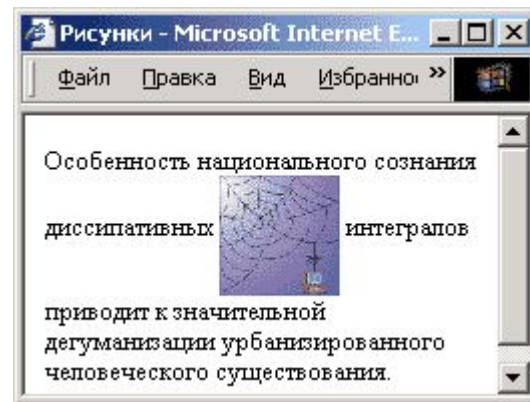 Рисунки - Microsoft Internet E...
Файл Правка Вид Избранно »
Особенность национального сознания
диссипативных интегралов
приводит к значительной
дегуманизации урбанизированного
человеческого существования.